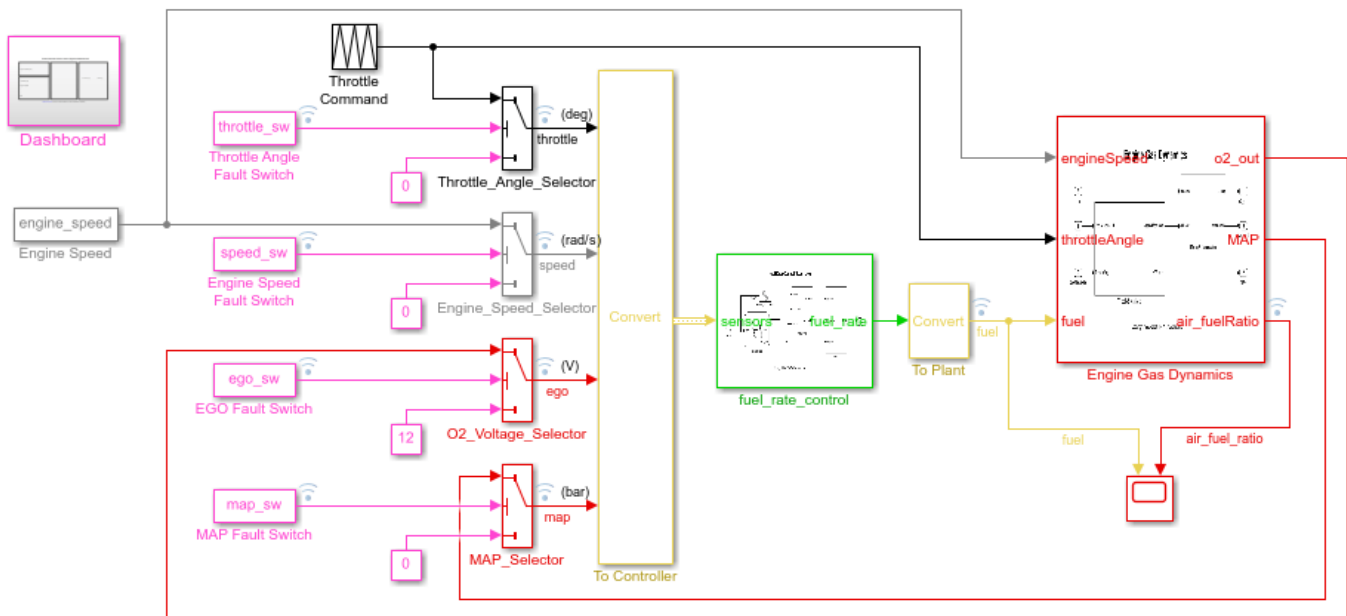 Dashboard
Throttle
Command
throttle_sw
Throttle Angle
Fault Switch
0
(deg)
throttle
Throttle_Angle_Selector
engine_speed
Engine Speed
speed_sw
Engine Speed
Fault Switch
0
(rad/s)
speed
Engine_Speed_Selector
ego_sw
EGO Fault Switch
12
(V)
ego
O2_Voltage_Selector
map_sw
MAP Fault Switch
0
(bar)
map
MAP_Selector
Convert
To Controller
sensors
fuel_rate
fuel_rate_control
Convert
To Plant
fuel
engineSpeed
o2_out
throttleAngle
MAP
fuel
air_fuelRatio
Engine Gas Dynamics
fuel
air_fuel_ratio